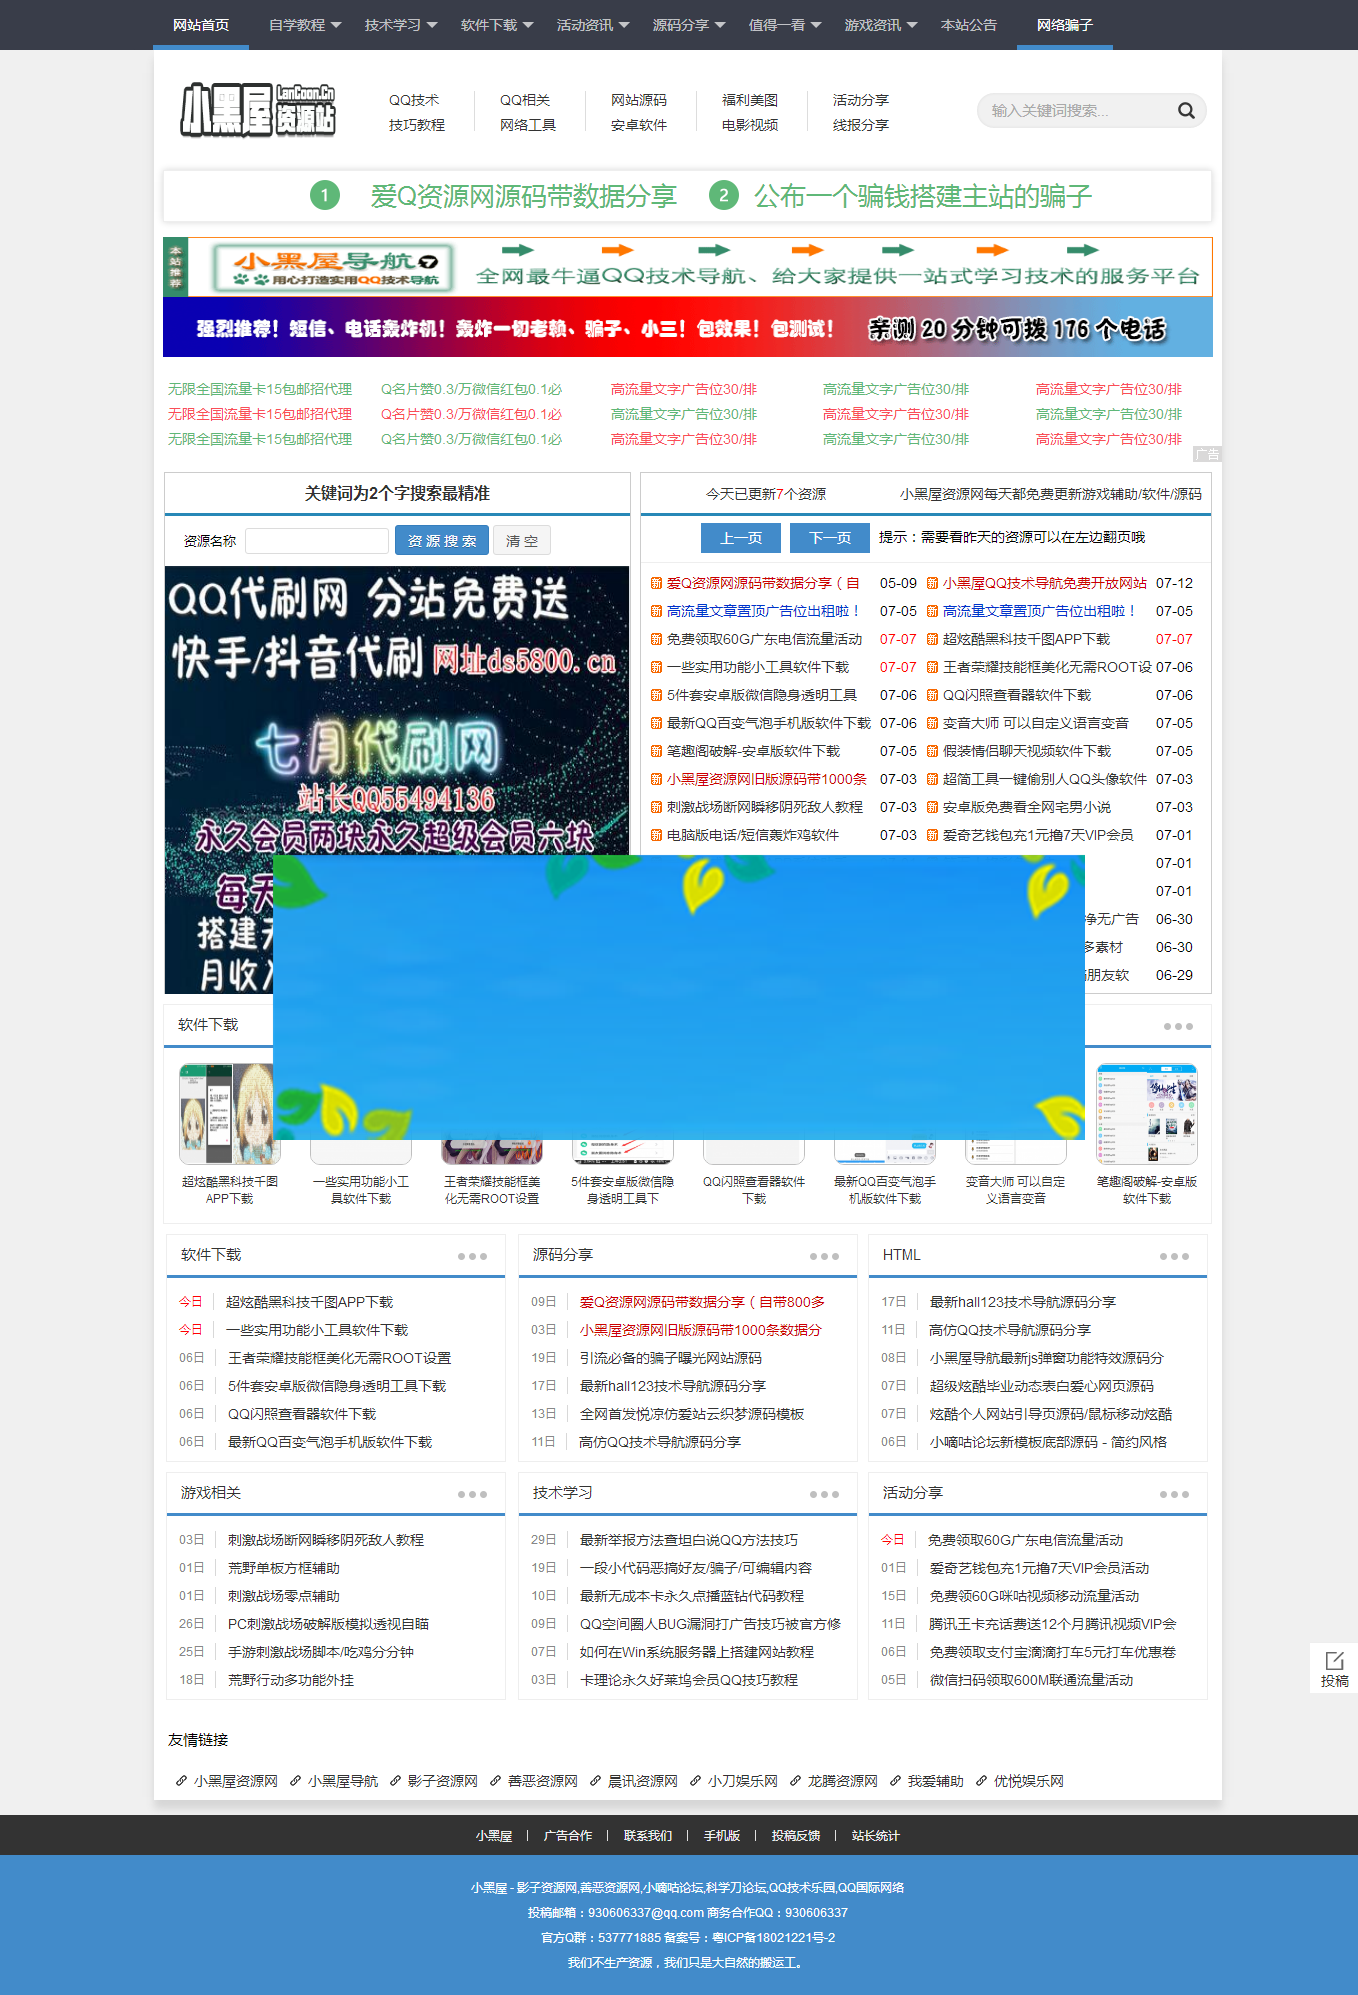 网站首页 自学教程 技术学习 软件下载 活动资讯 源码分享 值得一看 游戏资讯 本站公告 网络骗子
小黑屋 LanCoon.Cn 资源站
QQ技术 QQ相关 网站源码 福利美图 活动分享
技巧教程 网络工具 安卓软件 电影视频 线报分享
输入关键词搜索...
1 爱Q资源网源码带数据分享 2 公布一个骗钱搭建主站的骗子
本站推荐 小黑屋导航 用心打造实用QQ技术导航 全网最牛逼QQ技术导航、给大家提供一站式学习技术的服务平台
强烈推荐！短信、电话轰炸机！轰炸一切老赖、骗子、小三！包效果！包测试！ 亲测 20 分钟可拨 176 个电话
无限全国流量卡15包邮招代理 Q名片赞0.3/万微信红包0.1必 高流量文字广告位30/排 高流量文字广告位30/排 高流量文字广告位30/排
无限全国流量卡15包邮招代理 Q名片赞0.3/万微信红包0.1必 高流量文字广告位30/排 高流量文字广告位30/排 高流量文字广告位30/排
无限全国流量卡15包邮招代理 Q名片赞0.3/万微信红包0.1必 高流量文字广告位30/排 高流量文字广告位30/排 高流量文字广告位30/排
广告
关键词为2个字搜索最精准
资源名称 资 源 搜 索 清 空
QQ代刷网 分站免费送
快手/抖音代刷 网址ds5800.cn
七月代刷网
站长QQ55494136
永久会员两块永久超级会员六块
每天
搭建
月收入
今天已更新7个资源 小黑屋资源网每天都免费更新游戏辅助/软件/源码
上一页 下一页 提示：需要看昨天的资源可以在左边翻页哦
爱Q资源网源码带数据分享（自 05-09 小黑屋QQ技术导航免费开放网站 07-12
高流量文章置顶广告位出租啦！ 07-05 高流量文章置顶广告位出租啦！ 07-05
免费领取60G广东电信流量活动 07-07 超炫酷黑科技千图APP下载 07-07
一些实用功能小工具软件下载 07-07 王者荣耀技能框美化无需ROOT设 07-06
5件套安卓版微信隐身透明工具 07-06 QQ闪照查看器软件下载 07-06
最新QQ百变气泡手机版软件下载 07-06 变音大师 可以自定义语言变音 07-05
笔趣阁破解-安卓版软件下载 07-05 假装情侣聊天视频软件下载 07-05
小黑屋资源网旧版源码带1000条 07-03 超简工具一键偷别人QQ头像软件 07-03
刺激战场断网瞬移阴死敌人教程 07-03 安卓版免费看全网宅男小说 07-03
电脑版电话/短信轰炸鸡软件 07-03 爱奇艺钱包充1元撸7天VIP会员 07-01
07-01
07-01
净无广告 06-30
多素材 06-30
朋友软 06-29
软件下载
超炫酷黑科技千图APP下载
一些实用功能小工具软件下载
王者荣耀技能框美化无需ROOT设置
5件套安卓版微信隐身透明工具下
QQ闪照查看器软件下载
最新QQ百变气泡手机版软件下载
变音大师 可以自定义语言变音
笔趣阁破解-安卓版软件下载
软件下载
今日 超炫酷黑科技千图APP下载
今日 一些实用功能小工具软件下载
06日 王者荣耀技能框美化无需ROOT设置
06日 5件套安卓版微信隐身透明工具下载
06日 QQ闪照查看器软件下载
06日 最新QQ百变气泡手机版软件下载
源码分享
09日 爱Q资源网源码带数据分享（自带800多
03日 小黑屋资源网旧版源码带1000条数据分
19日 引流必备的骗子曝光网站源码
17日 最新hall123技术导航源码分享
13日 全网首发悦凉仿爱站云织梦源码模板
11日 高仿QQ技术导航源码分享
HTML
17日 最新hall123技术导航源码分享
11日 高仿QQ技术导航源码分享
08日 小黑屋导航最新js弹窗功能特效源码分
07日 超级炫酷毕业动态表白爱心网页源码
07日 炫酷个人网站引导页源码/鼠标移动炫酷
06日 小嘀咕论坛新模板底部源码 - 简约风格
游戏相关
03日 刺激战场断网瞬移阴死敌人教程
01日 荒野单板方框辅助
01日 刺激战场零点辅助
26日 PC刺激战场破解版模拟透视自瞄
25日 手游刺激战场脚本/吃鸡分分钟
18日 荒野行动多功能外挂
技术学习
29日 最新举报方法查坦白说QQ方法技巧
19日 一段小代码恶搞好友/骗子/可编辑内容
10日 最新无成本卡永久点播蓝钻代码教程
09日 QQ空间圈人BUG漏洞打广告技巧被官方修
07日 如何在Win系统服务器上搭建网站教程
03日 卡理论永久好莱坞会员QQ技巧教程
活动分享
今日 免费领取60G广东电信流量活动
01日 爱奇艺钱包充1元撸7天VIP会员活动
15日 免费领60G咪咕视频移动流量活动
11日 腾讯王卡充话费送12个月腾讯视频VIP会
06日 免费领取支付宝滴滴打车5元打车优惠卷
05日 微信扫码领取600M联通流量活动
投稿
友情链接
小黑屋资源网 小黑屋导航 影子资源网 善恶资源网 晨讯资源网 小刀娱乐网 龙腾资源网 我爱辅助 优悦娱乐网
小黑屋 | 广告合作 | 联系我们 | 手机版 | 投稿反馈 | 站长统计
小黑屋 - 影子资源网,善恶资源网,小嘀咕论坛,科学刀论坛,QQ技术乐园,QQ国际网络
投稿邮箱：930606337@qq.com 商务合作QQ：930606337
官方Q群：537771885 备案号：粤ICP备18021221号-2
我们不生产资源，我们只是大自然的搬运工。